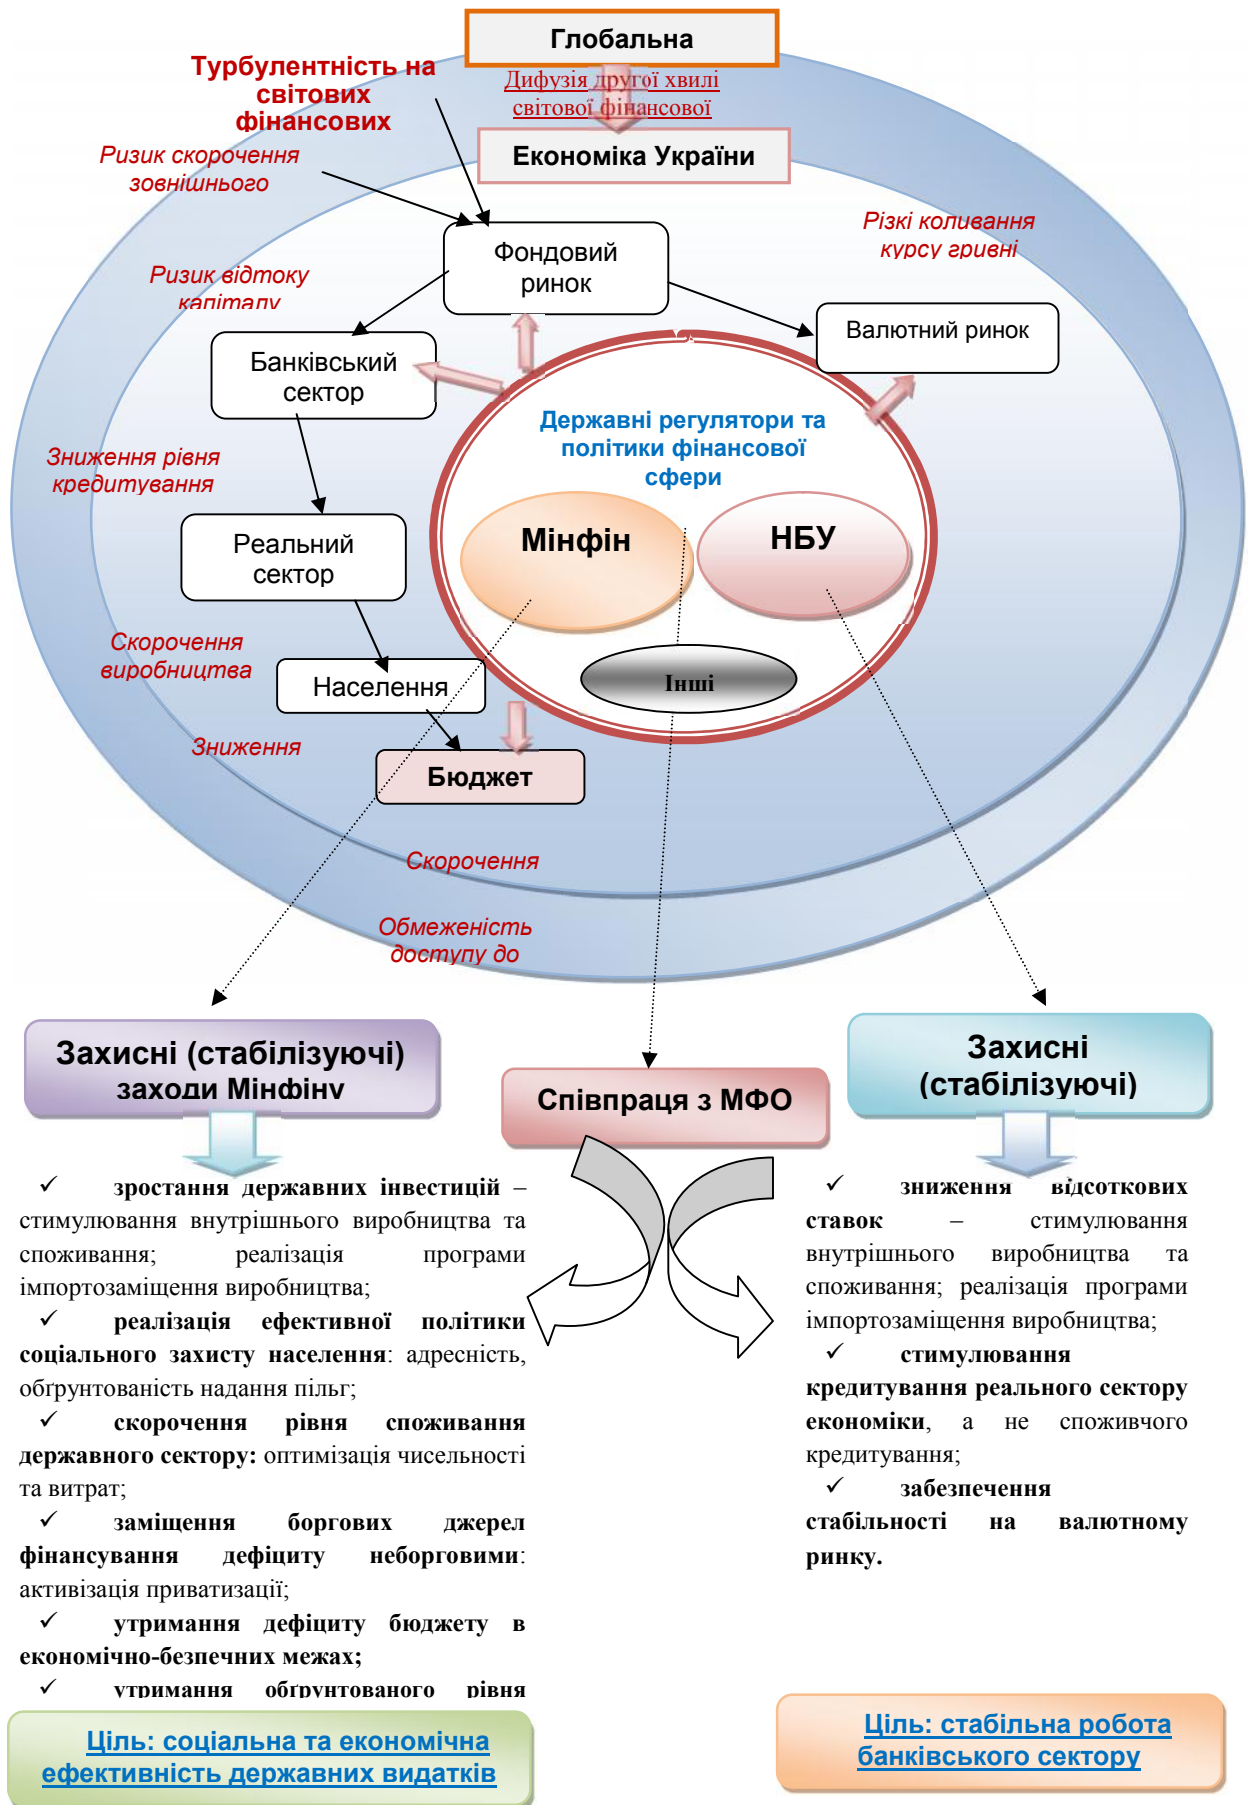 Глобальна
Турбулентність на
світових
фінансових
Дифузія другої хвилі
світової фінансової
Економіка України
Ризик скорочення
зовнішнього
Різкі коливання
курсу гривні
Фондовий
ринок
Ризик відтоку
капіталу
Валютний ринок
Банківський
сектор
Державні регулятори та
політики фінансової
сфери
Зниження рівня
кредитування
Мінфін
НБУ
Реальний
сектор
Скорочення
виробництва
Населення
Інші
Зниження
Бюджет
Скорочення
Обмеженість
доступу до
Захисні (стабілізуючі)
заходи Мінфіну
Співпраця з МФО
Захисні
(стабілізуючі)
✓ зростання державних інвестицій –
стимулювання внутрішнього виробництва та
споживання; реалізація програми
імпортозаміщення виробництва;
✓ реалізація ефективної політики
соціального захисту населення: адресність,
обґрунтованість надання пільг;
✓ скорочення рівня споживання
державного сектору: оптимізація чисельності
та витрат;
✓ заміщення боргових джерел
фінансування дефіциту неборговими:
активізація приватизації;
✓ утримання дефіциту бюджету в
економічно-безпечних межах;
✓ утримання обґрунтованого рівня
✓ зниження відсоткових
ставок – стимулювання
внутрішнього виробництва та
споживання; реалізація програми
імпортозаміщення виробництва;
✓ стимулювання
кредитування реального сектору
економіки, а не споживчого
кредитування;
✓ забезпечення
стабільності на валютному
ринку.
Ціль: соціальна та економічна
ефективність державних видатків
Ціль: стабільна робота
банківського сектору